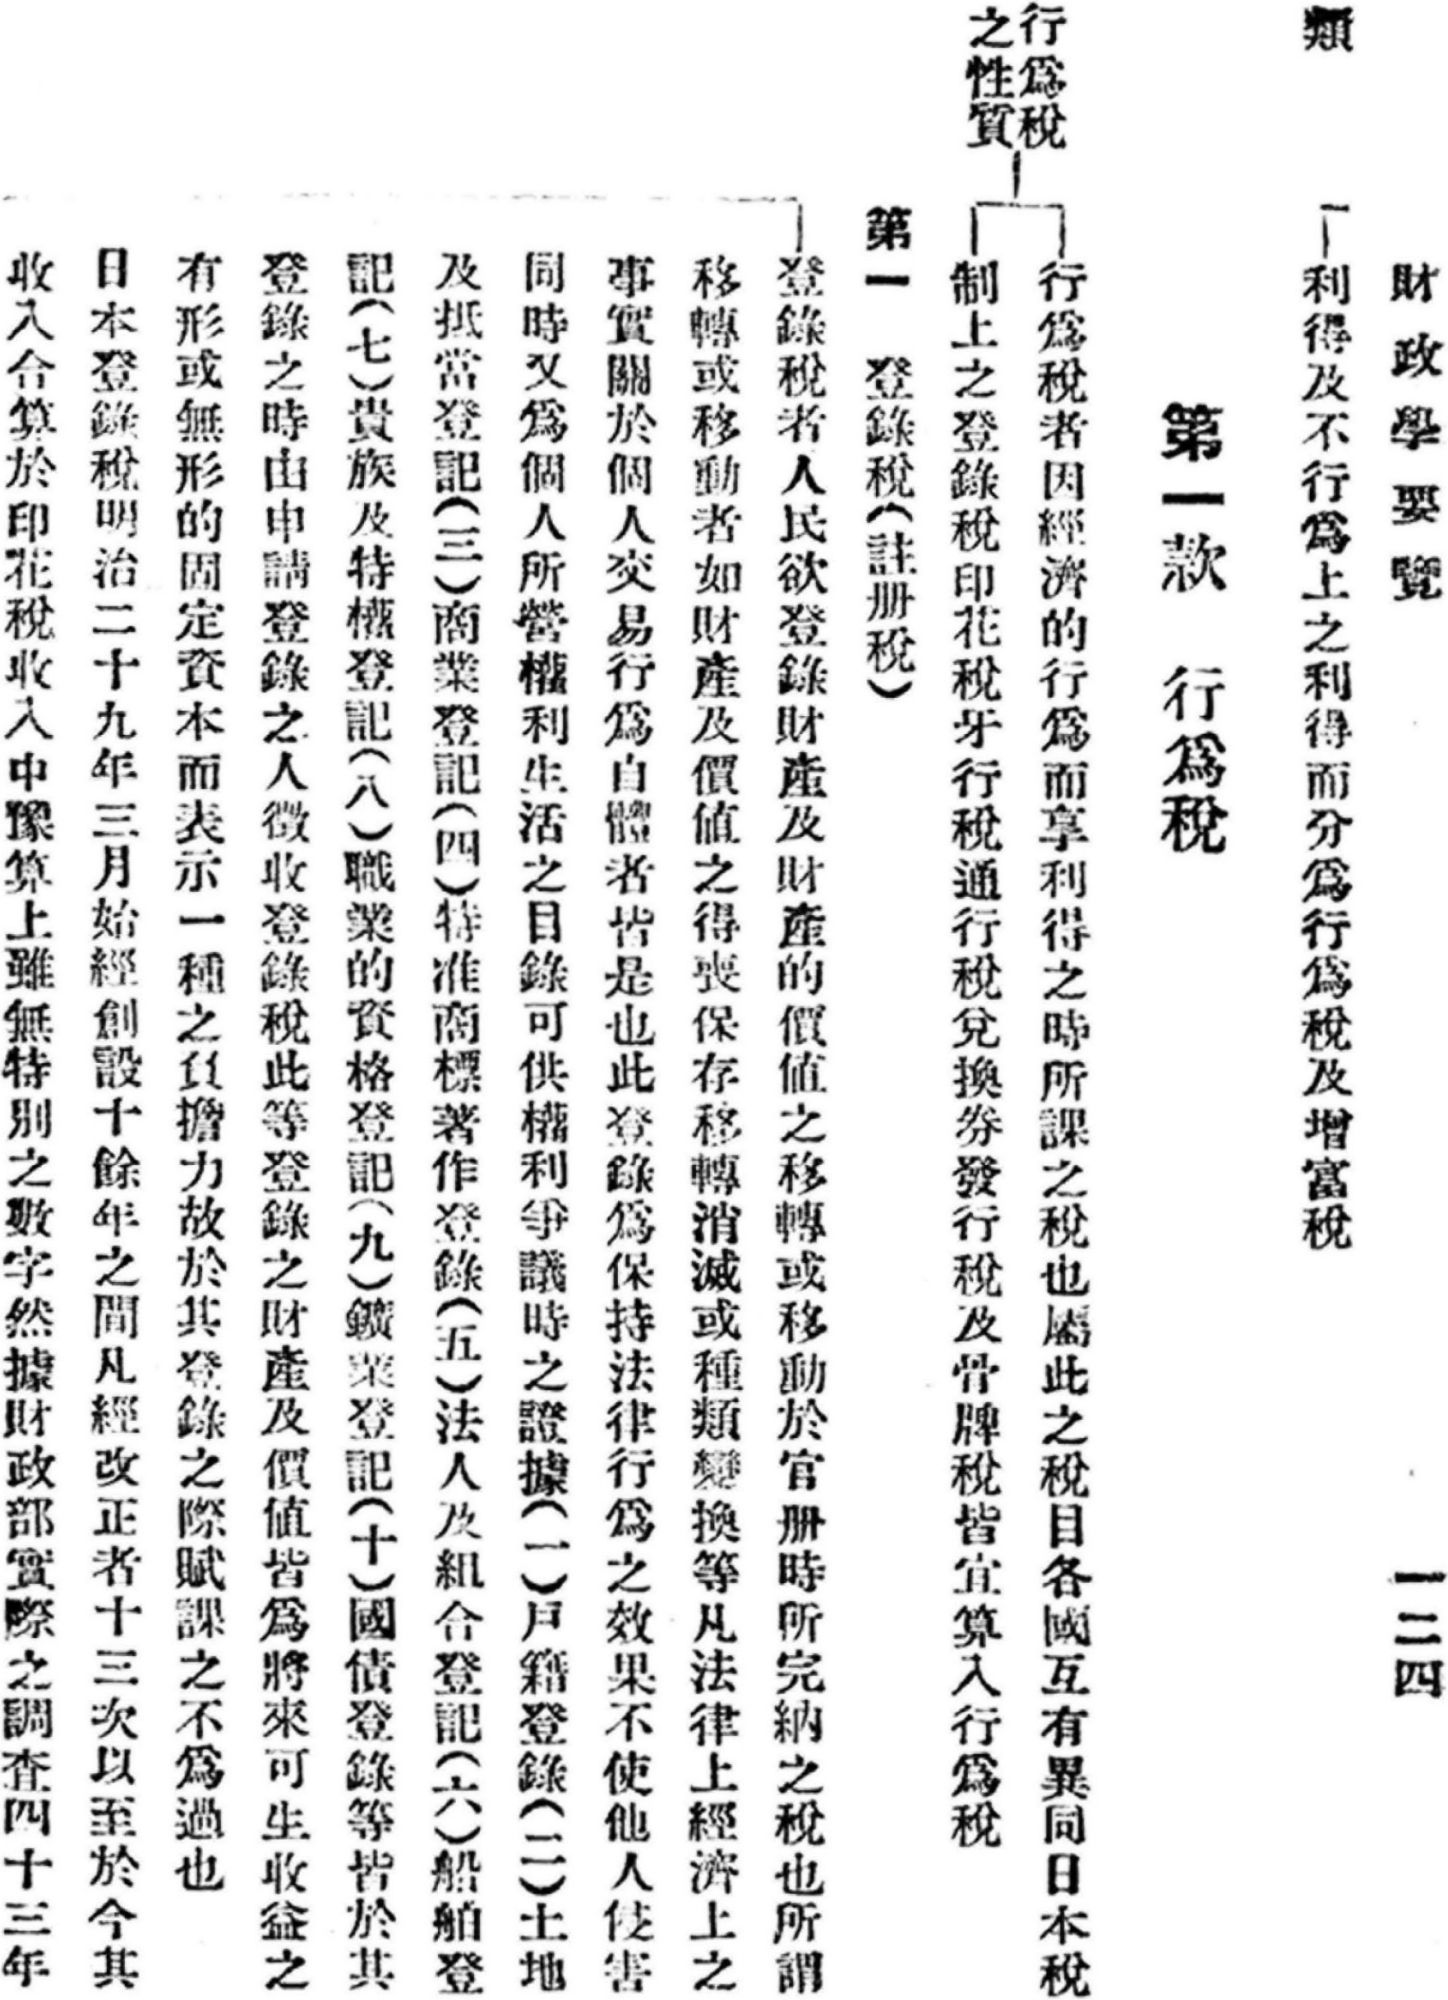 財政學要覽　一二四
類
利得及不行爲上之利得而分爲行爲稅及增富稅
第一款　行爲稅
行爲稅
之性質
行爲稅者因經濟的行爲而享利得之時所課之稅也屬此之稅目各國互有異同日本稅
制上之登錄稅印花稅牙行稅通行稅兌換券發行稅及骨牌稅皆宜算入行爲稅
第一　登錄稅(註册稅)
登錄稅者人民欲登錄財產及財產的價値之移轉或移動於官册時所完納之稅也所謂
移轉或移動者如財產及價値之得喪保存移轉消滅或種類變換等凡法律上經濟上之
事實關於個人交易行爲自體者皆是也此登錄爲保持法律行爲之效果不使他人侵害
同時又爲個人所營權利生活之目錄可供權利爭議時之證據(一)戶籍登錄(二)土地
及抵當登記(三)商業登記(四)特准商標著作登錄(五)法人及組合登記(六)船舶登
記(七)貴族及特權登記(八)職業的資格登記(九)鑛業登記(十)國債登錄等皆於其
登錄之時由申請登錄之人徵收登錄稅此等登錄之財產及價値皆爲將來可生收益之
有形或無形的固定資本而表示一種之負擔力故於其登錄之際賦課之不爲過也
日本登錄稅明治二十九年三月始經創設十餘年之間凡經改正者十三次以至於今其
收入合算於印花稅收入中豫算上雖無特別之數字然據財政部實際之調查四十三年